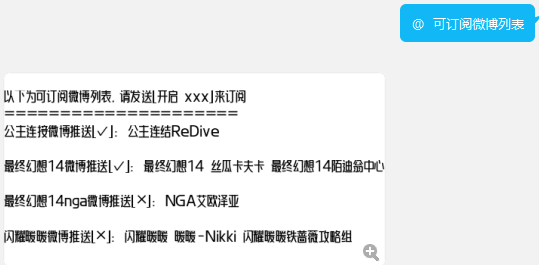 @ 可订阅微博列表
以下为可订阅微博列表, 请发送[开启 xxx]来订阅
=====================
公主连接微博推送[√]: 公主连结ReDive
最终幻想14微博推送[√]: 最终幻想14 丝瓜卡夫卡 最终幻想14陌迪翁中心
最终幻想14nga微博推送[×]: NGA艾欧泽亚
闪耀暖暖微博推送[×]: 闪耀暖暖 暖暖-Nikki 闪耀暖暖铁蔷薇攻略组